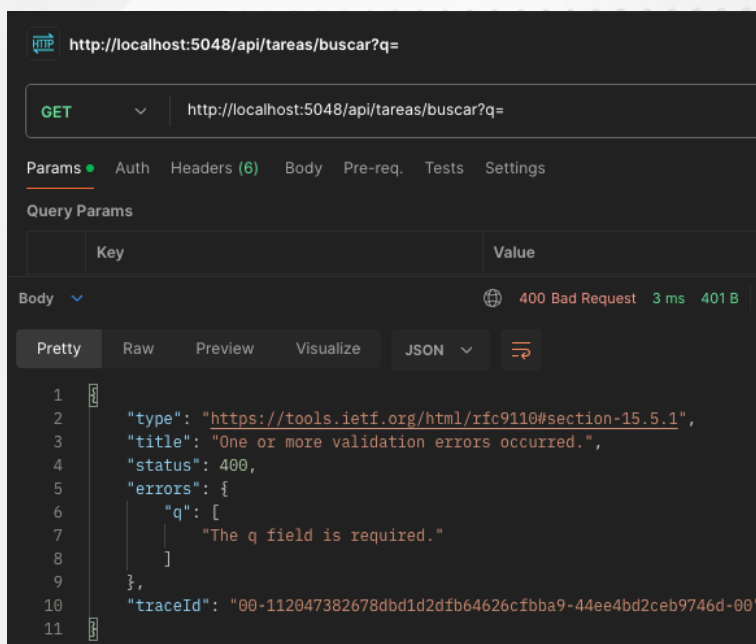 HTTP http://localhost:5048/api/tareas/buscar?q=
GET http://localhost:5048/api/tareas/buscar?q=
Params Auth Headers (6) Body Pre-req. Tests Settings
Query Params
Key Value
Body 400 Bad Request 3 ms 401 B
Pretty Raw Preview Visualize JSON
1 {
2 "type": "https://tools.ietf.org/html/rfc9110#section-15.5.1",
3 "title": "One or more validation errors occurred.",
4 "status": 400,
5 "errors": {
6 "q": [
7 "The q field is required."
8 ]
9 },
10 "traceId": "00-112047382678dbd1d2dfb64626cfbba9-44ee4bd2ceb9746d-00"
11 }